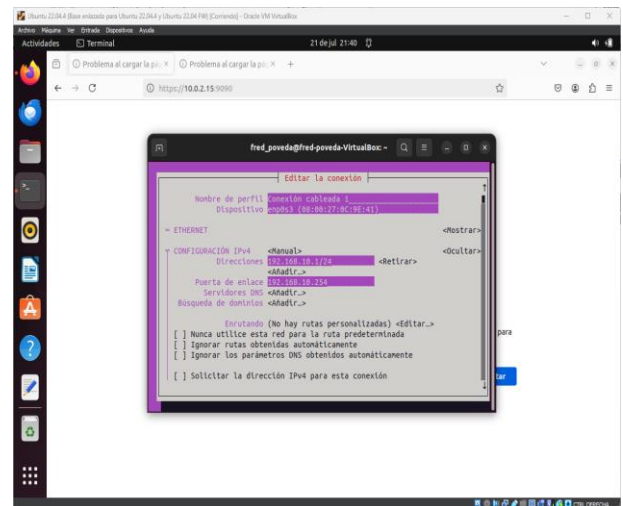 Ubuntu 22.04.4 (Base enlazada para Ubuntu 22.04.4 y Ubuntu 22.04 FW) [Corriendo] - Oracle VM VirtualBox
Archivo Máquina Ver Entrada Dispositivos Ayuda
Actividades Terminal 21 de jul 21:40
Problema al cargar la pá Problema al cargar la pá
https://10.0.2.15:9090
fred_poveda@fred-poveda-VirtualBox: ~
Editar la conexión
Nombre de perfil Conexión cableada 1
Dispositivo enp0s3 (08:00:27:0C:9E:41)
ETHERNET <Mostrar>
CONFIGURACIÓN IPv4 <Manual> <Ocultar>
Direcciones 192.168.10.1/24 <Retirar>
<Añadir…>
Puerta de enlace 192.168.10.254
Servidores DNS <Añadir…>
Búsqueda de dominios <Añadir…>
Enrutando (No hay rutas personalizadas) <Editar…>
[ ] Nunca utilice esta red para la ruta predeterminada
[ ] Ignorar rutas obtenidas automáticamente
[ ] Ignorar los parámetros DNS obtenidos automáticamente
para
[ ] Solicitar la dirección IPv4 para esta conexión
tar
CTRL DERECHA